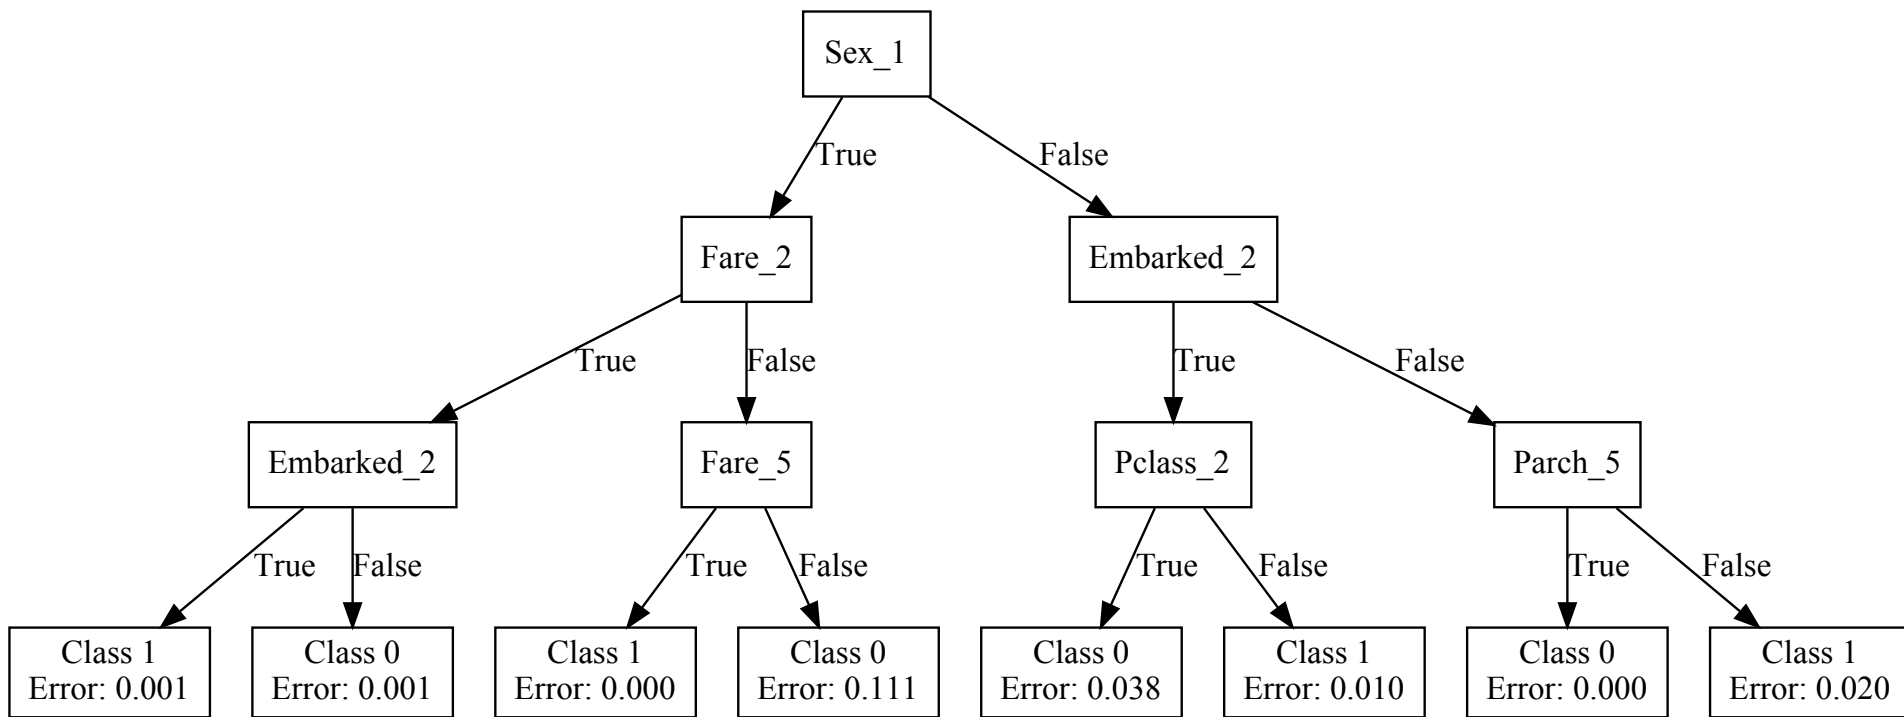 Sex_1
True
False
Fare_2
Embarked_2
True
False
True
False
Embarked_2
Fare_5
Pclass_2
Parch_5
True
False
True
False
True
False
True
False
Class 1
Error: 0.001
Class 0
Error: 0.001
Class 1
Error: 0.000
Class 0
Error: 0.111
Class 0
Error: 0.038
Class 1
Error: 0.010
Class 0
Error: 0.000
Class 1
Error: 0.020